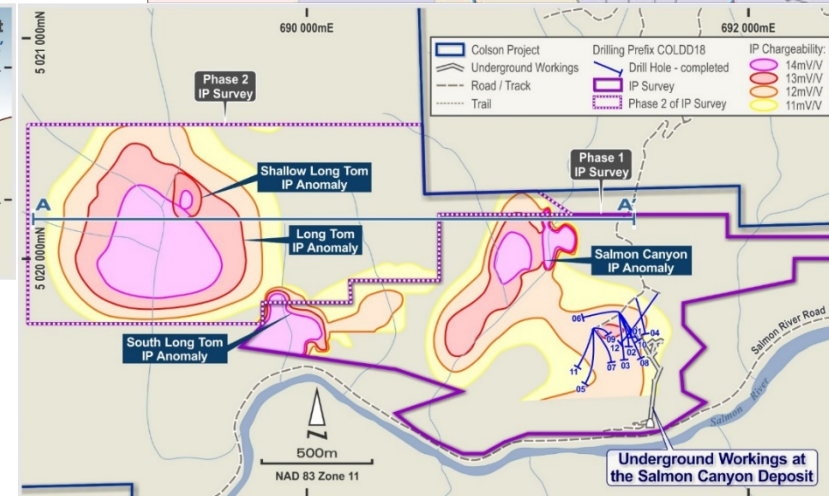 690 000mE
692 000mE
5 021 000mN
5 020 000mN
Colson Project
Underground Workings
Road / Track
Trail
Drilling Prefix COLDD18
Drill Hole - completed
IP Survey
Phase 2 of IP Survey
IP Chargeability:
14mV/V
13mV/V
12mV/V
11mV/V
Phase 2
IP Survey
Phase 1
IP Survey
Shallow Long Tom
IP Anomaly
A
A'
Long Tom
IP Anomaly
Salmon Canyon
IP Anomaly
South Long Tom
IP Anomaly
06
01
04
09
10
12
02
11
07
03
08
05
Salmon River Road
Salmon River
N
500m
NAD 83 Zone 11
Underground Workings at
the Salmon Canyon Deposit